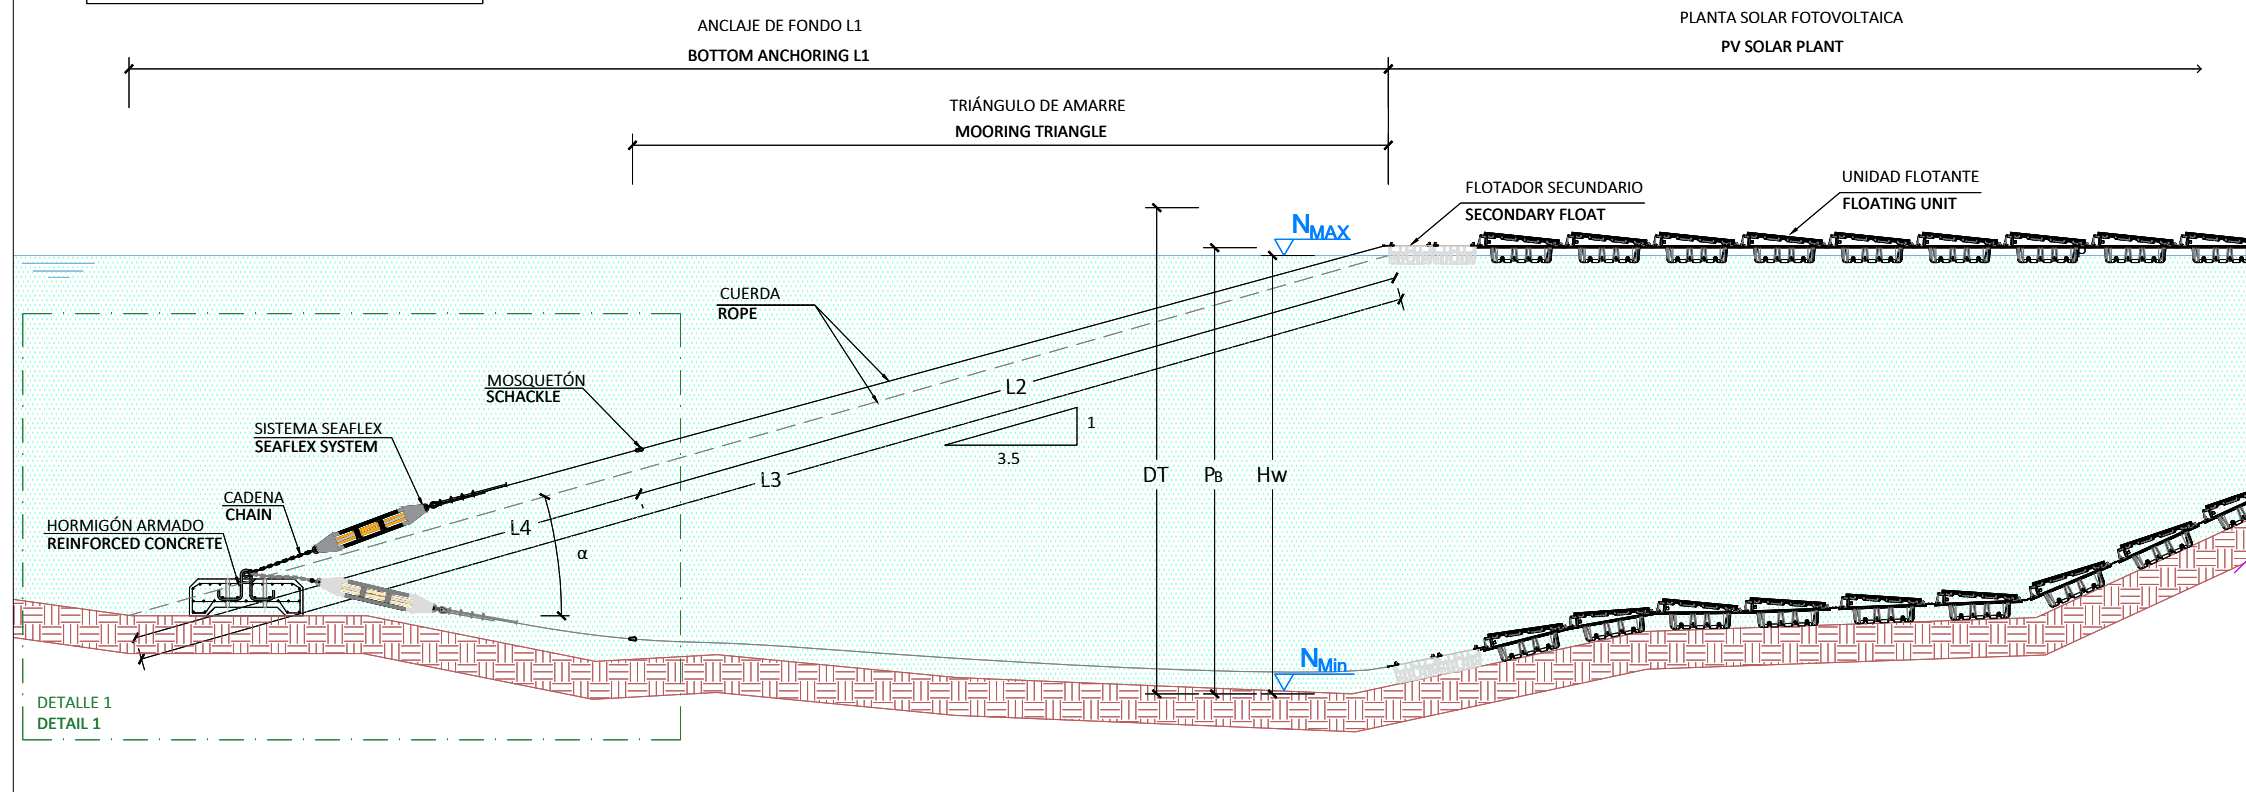 ANCLAJE DE FONDO L1
BOTTOM ANCHORING L1
PLANTA SOLAR FOTOVOLTAICA
PV SOLAR PLANT
TRIÁNGULO DE AMARRE
MOORING TRIANGLE
FLOTADOR SECUNDARIO
SECONDARY FLOAT
UNIDAD FLOTANTE
FLOATING UNIT
NMAX
CUERDA
ROPE
MOSQUETÓN
SCHACKLE
L2
1
3.5
SISTEMA SEAFLEX
SEAFLEX SYSTEM
L3
DT
PB
Hw
CADENA
CHAIN
HORMIGÓN ARMADO
REINFORCED CONCRETE
L4
α
NMin
DETALLE 1
DETAIL 1